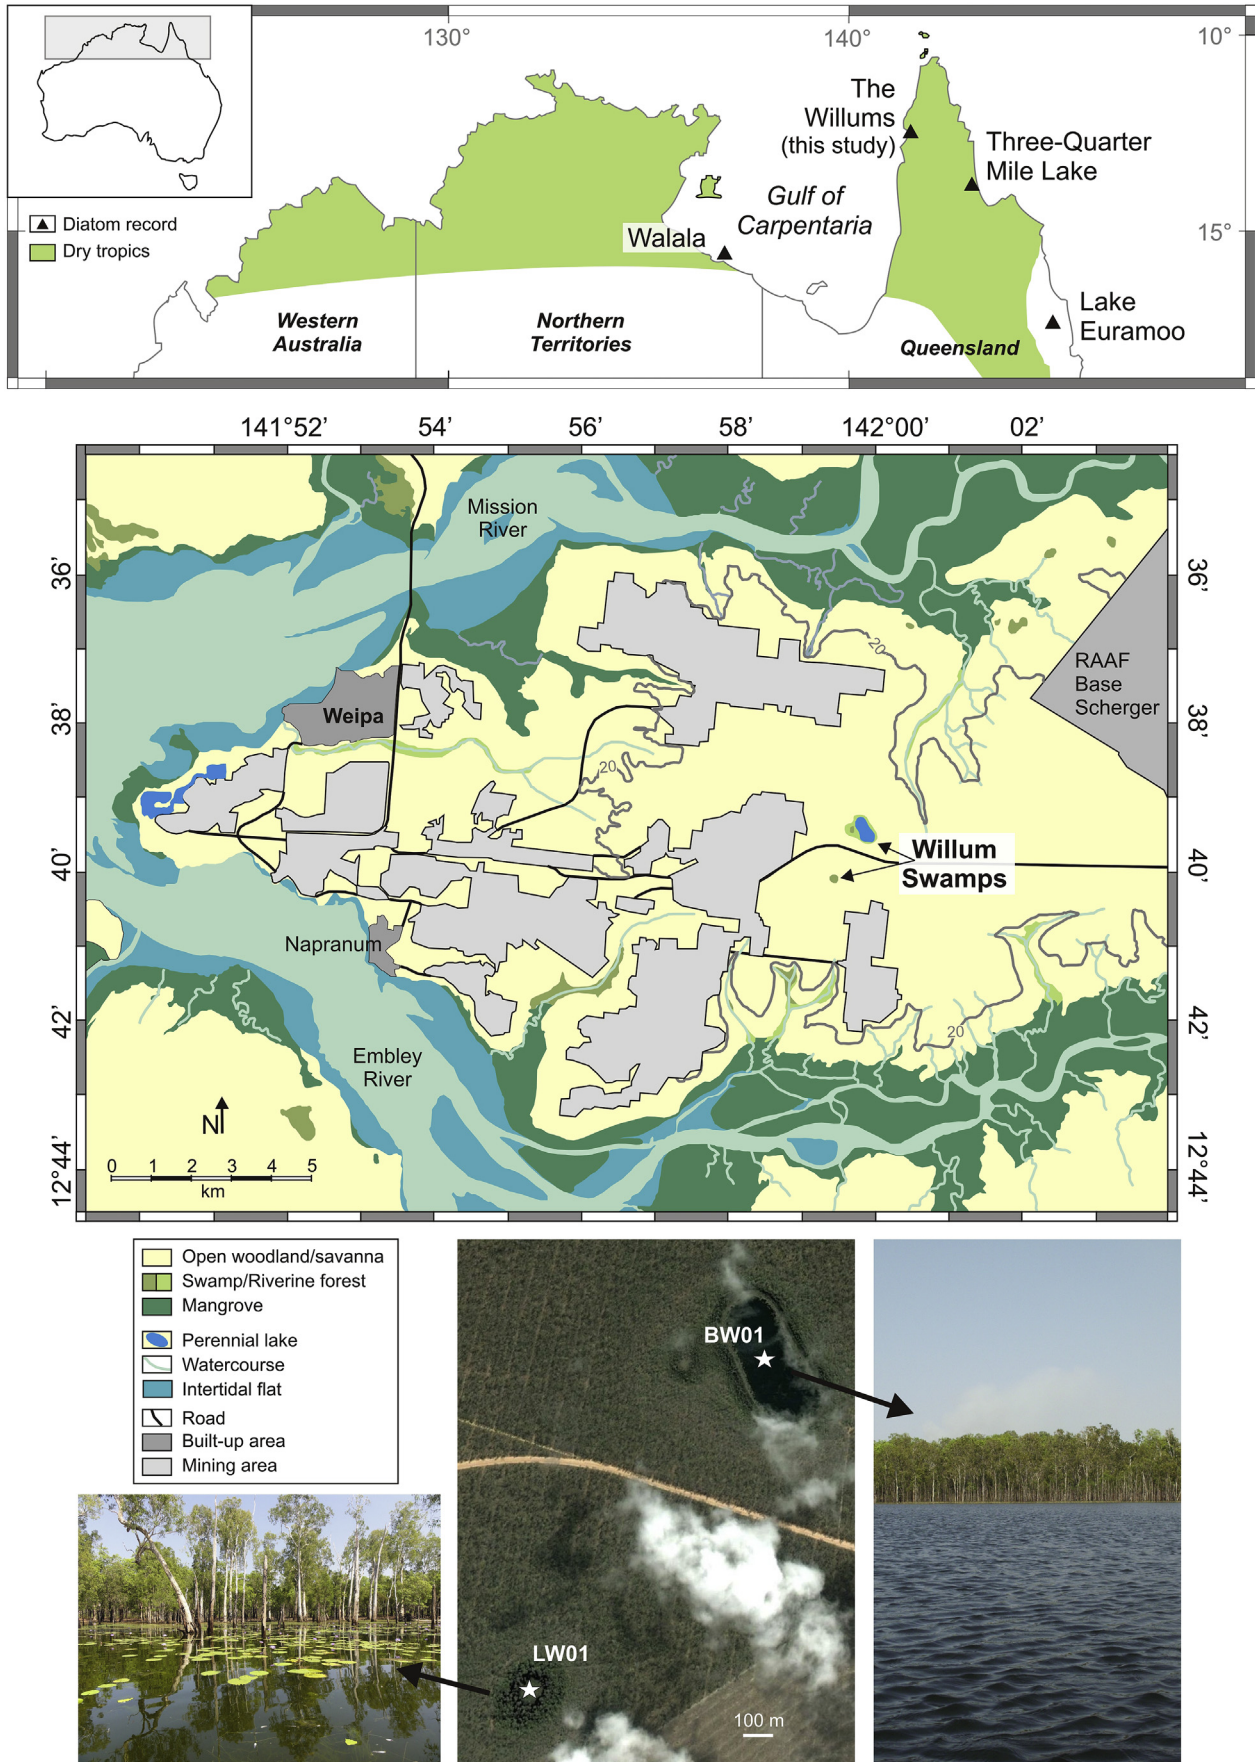 130°
140°
10°
The
Willums
(this study)
Three-Quarter
Mile Lake
Gulf of
Carpentaria
Diatom record
Dry tropics
Walala
15°
Western
Australia
Northern
Territories
Queensland
Lake
Euramoo
141°52’
54’
56’
58’
142°00’
02’
Mission
River
36’
36’
20
RAAF
Base
Scherger
Weipa
38’
38’
20
Willum
Swamps
40’
40’
Napranum
42’
42’
20
Embley
River
N
0 1 2 3 4 5
km
12°44’
12°44’
Open woodland/savanna
Swamp/Riverine forest
Mangrove
Perennial lake
Watercourse
Intertidal flat
Road
Built-up area
Mining area
BW01
LW01
100 m